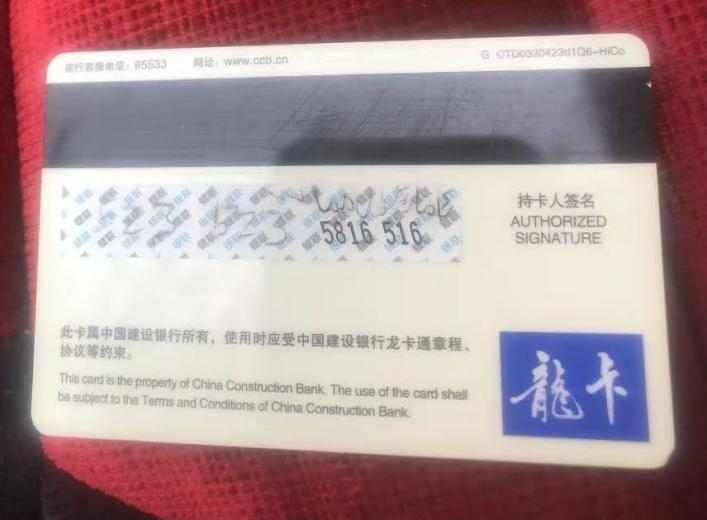 建行客服电话：95533 网址：www.ccb.cn G CTD0330423d1Q6-HiCo
5816 516
持卡人签名
AUTHORIZED
SIGNATURE
此卡属中国建设银行所有，使用时应受中国建设银行龙卡通章程、
协议等约束。
This card is the property of China Construction Bank. The use of the card shall
be subject to the Terms and Conditions of China Construction Bank.
龍卡